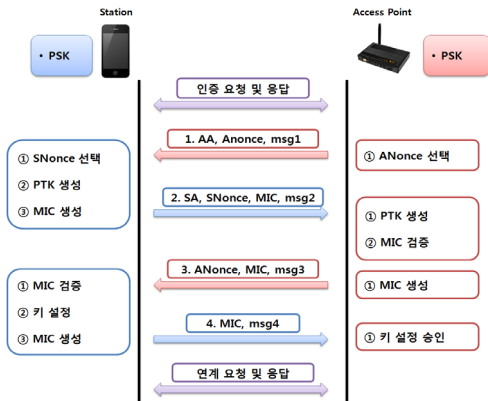 Station
Access Point
• PSK
• PSK
인증 요청 및 응답
1. AA, Anonce, msg1
① SNonce 선택
② PTK 생성
③ MIC 생성
① ANonce 선택
2. SA, SNonce, MIC, msg2
① PTK 생성
② MIC 검증
3. ANonce, MIC, msg3
① MIC 검증
② 키 설정
③ MIC 생성
① MIC 생성
4. MIC, msg4
① 키 설정 승인
연계 요청 및 응답